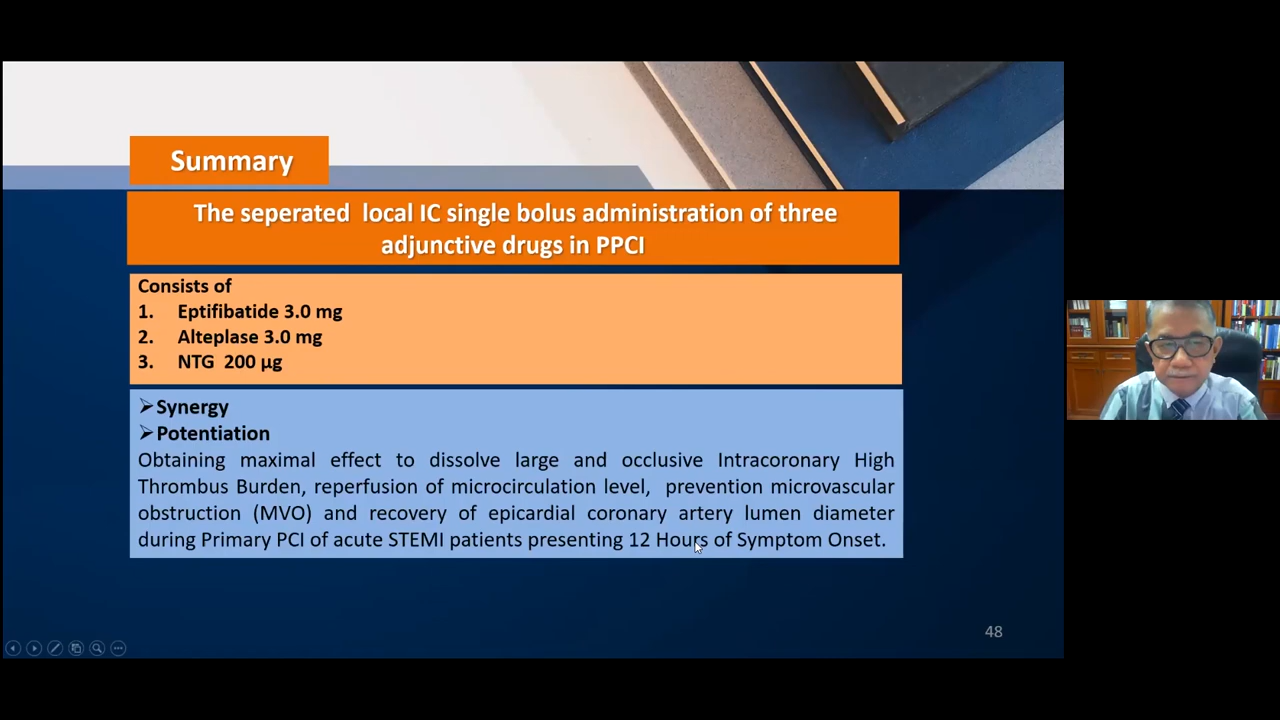 Summary
The seperated local IC single bolus administration of three
adjunctive drugs in PPCI
Consists of
1. Eptifibatide 3.0 mg
2. Alteplase 3.0 mg
3. NTG 200 µg
➢Synergy
➢Potentiation
Obtaining maximal effect to dissolve large and occlusive Intracoronary High
Thrombus Burden, reperfusion of microcirculation level, prevention microvascular
obstruction (MVO) and recovery of epicardial coronary artery lumen diameter
during Primary PCI of acute STEMI patients presenting 12 Hours of Symptom Onset.
48